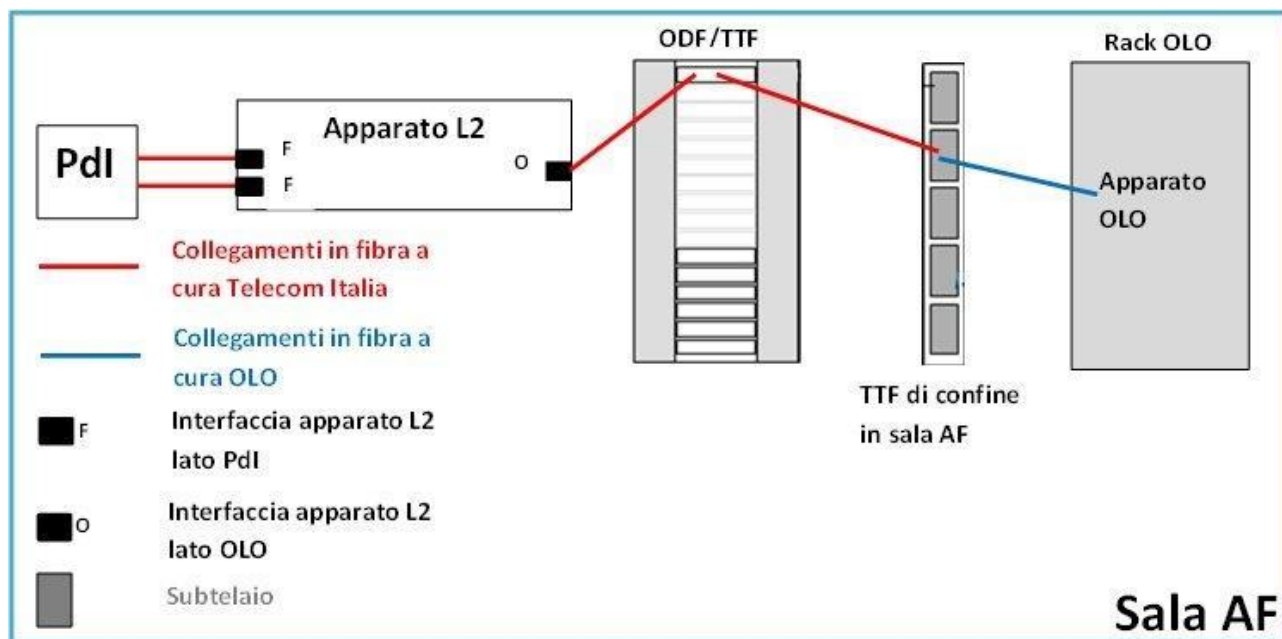 ODF/TTF
Rack OLO
Apparato L2
PdI
F
F
O
Apparato
OLO
Collegamenti in fibra a
cura Telecom Italia
Collegamenti in fibra a
cura OLO
TTF di confine
in sala AF
F
Interfaccia apparato L2
lato PdI
O
Interfaccia apparato L2
lato OLO
Subtelaio
Sala AF